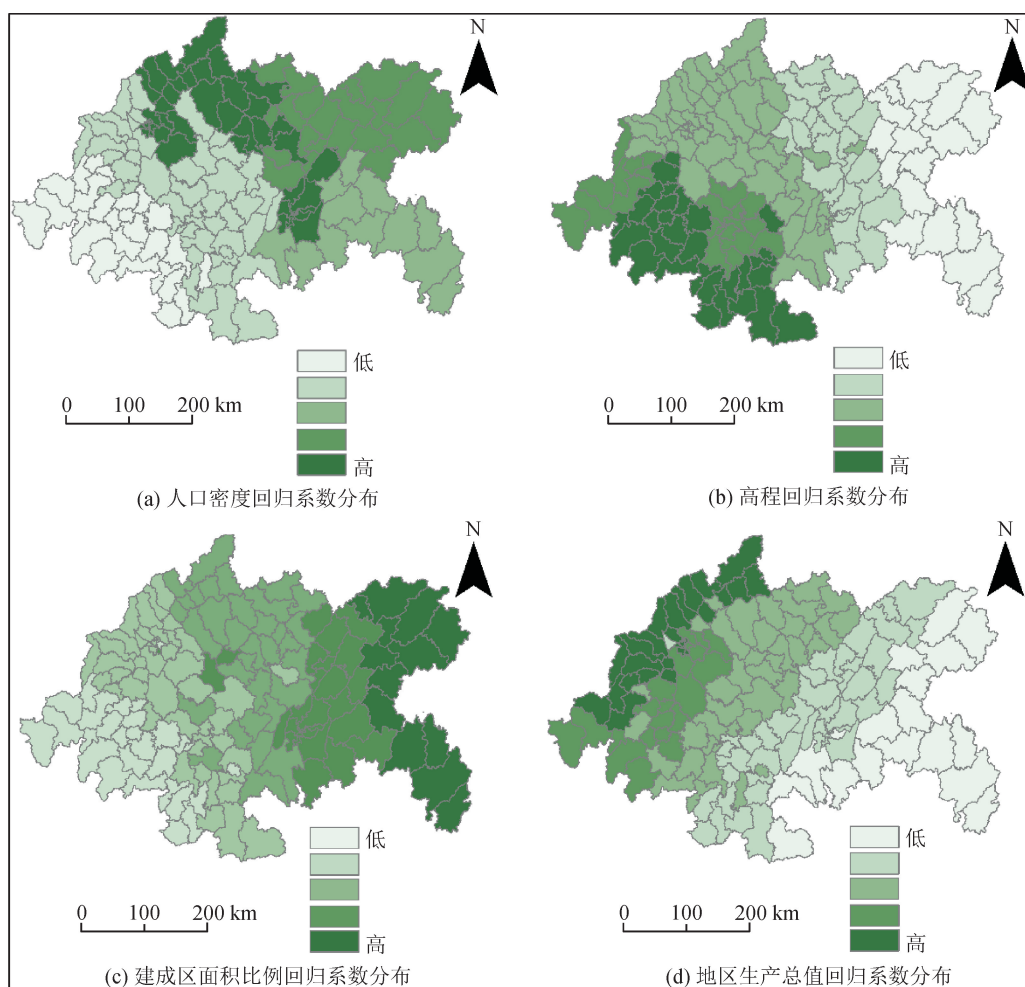 N
低
高
0 100 200 km
(a) 人口密度回归系数分布
N
低
高
0 100 200 km
(b) 高程回归系数分布
N
低
高
0 100 200 km
(c) 建成区面积比例回归系数分布
N
低
高
0 100 200 km
(d) 地区生产总值回归系数分布